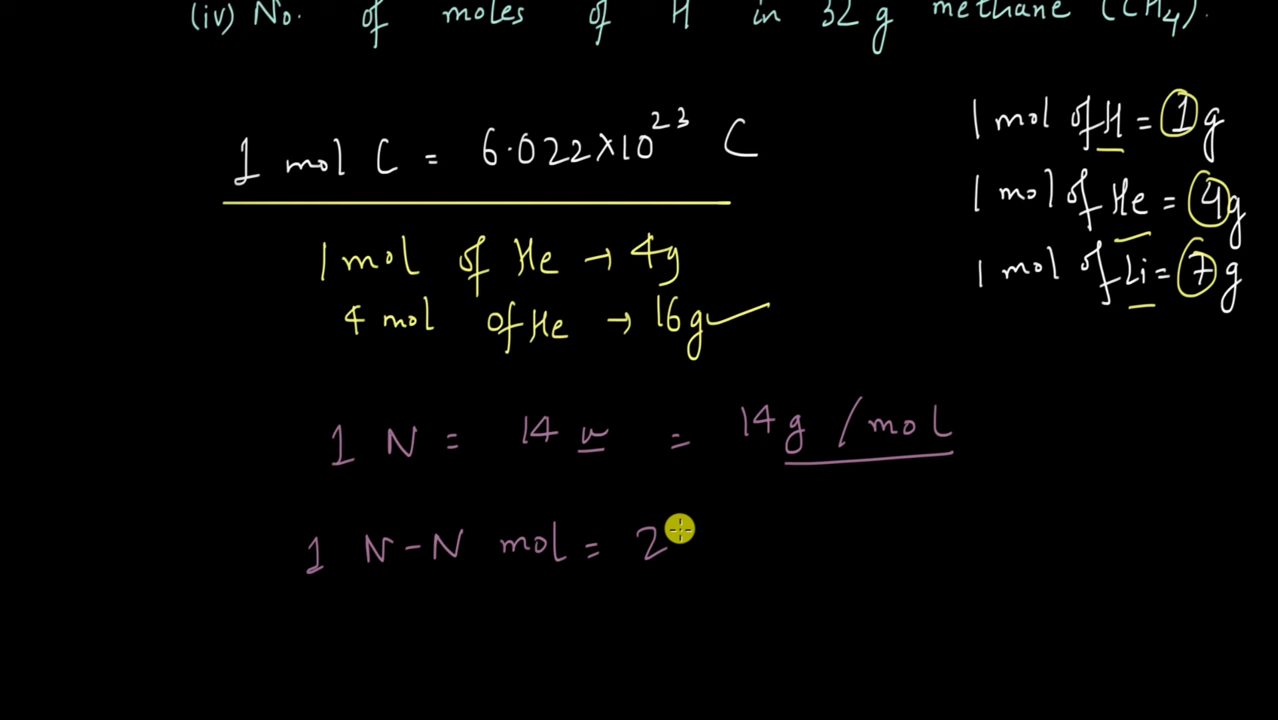 (iv) No. of moles of H in 32 g methane (CH4).
1 mol C = 6.022×10^23 C
1 mol of H = 1 g
1 mol of He = 4g
1 mol of Li = 7 g
1 mol of He → 4g
4 mol of He → 16g
1 N = 14 u = 14g / mol
1 N-N mol = 2